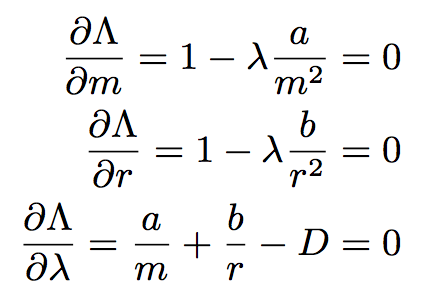 ∂Λ/∂m = 1 − λ a/m² = 0
∂Λ/∂r = 1 − λ b/r² = 0
∂Λ/∂λ = a/m + b/r − D = 0